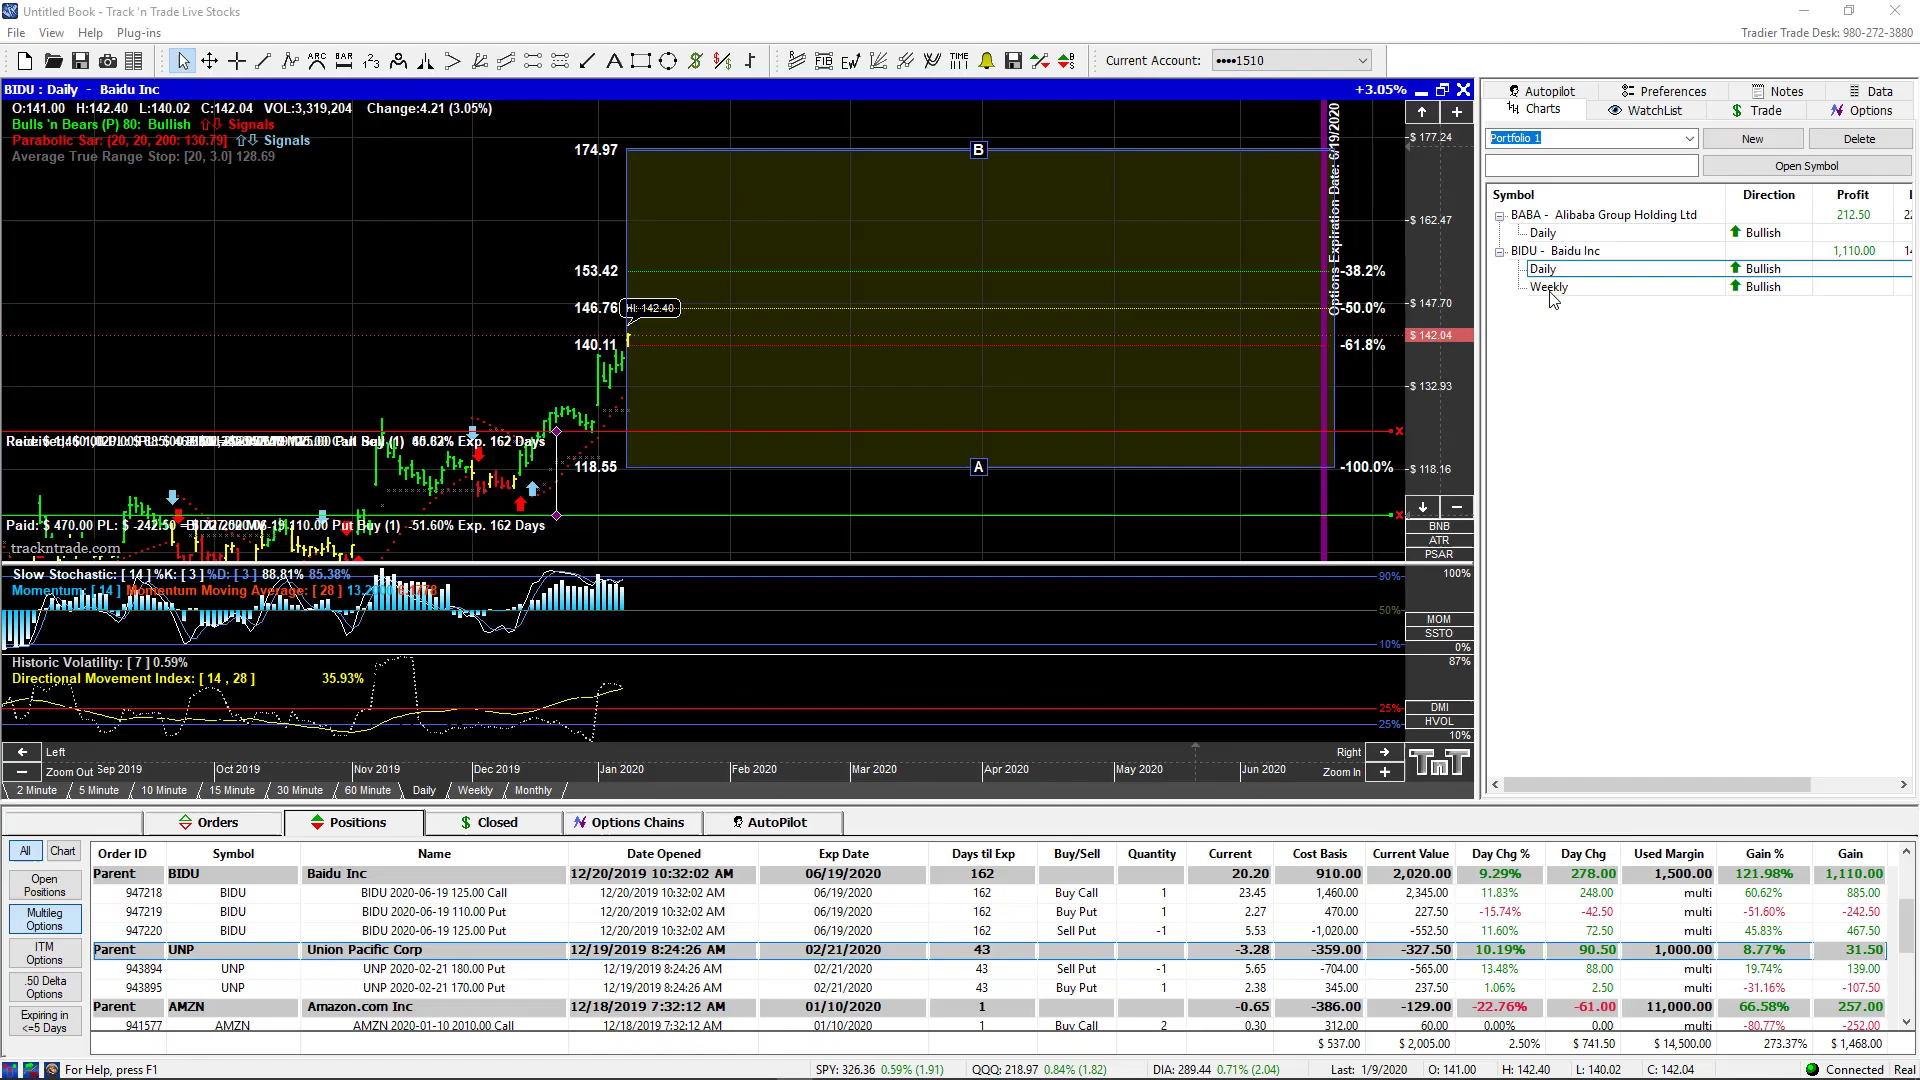 Untitled Book - Track 'n Trade Live Stocks
File View Help Plug-ins
Tradier Trade Desk: 980-272-3880
ARC BAR 1 2 3 FIB EW TIME
Current Account: ••••1510
BIDU : Daily - Baidu Inc
+3.05%
O:141.00 H:142.40 L:140.02 C:142.04 VOL:3,319,204 Change:4.21 (3.05%)
Bulls 'n Bears (P) 80: Bullish Signals
Parabolic Sar: (20, 20, 200: 130.79) Signals
Average True Range Stop: [20, 3.0] 128.69
174.97 B
153.42 -38.2%
146.76 HI: 142.40 -50.0%
140.11 -61.8%
118.55 A -100.0%
Options Expiration Date: 6/19/2020
$ 177.24
$ 162.47
$ 147.70
$ 142.04
$ 132.93
$ 118.16
BNB
ATR
PSAR
Put Buy (1) Exp. 162 Days
Paid: $ 470.00 PL: $ -242.50 110.00 Put Buy (1) -51.60% Exp. 162 Days
trackntrade.com
Slow Stochastic: [ 14 ] %K: [ 3 ] %D: [ 3 ] 88.81% 85.38%
Momentum: [ 14 ] Momentum Moving Average: [ 28 ]
90% 100%
50%
10%
MOM
SSTO
0%
Historic Volatility: [ 7 ] 0.59%
Directional Movement Index: [ 14 , 28 ] 35.93%
87%
25%
25%
DMI
HVOL
10%
Left Right
Zoom Out Sep 2019 Oct 2019 Nov 2019 Dec 2019 Jan 2020 Feb 2020 Mar 2020 Apr 2020 May 2020 Jun 2020 Zoom In
TnT
2 Minute 5 Minute 10 Minute 15 Minute 30 Minute 60 Minute Daily Weekly Monthly
Autopilot Preferences Notes Data
Charts WatchList Trade Options
Portfolio 1 New Delete
Open Symbol
Symbol Direction Profit
BABA - Alibaba Group Holding Ltd 212.50
Daily Bullish
BIDU - Baidu Inc 1,110.00
Daily Bullish
Weekly Bullish
Orders Positions Closed Options Chains AutoPilot
All Chart
Open Positions
Multileg Options
ITM Options
.50 Delta Options
Expiring in <=5 Days
Order ID Symbol Name Date Opened Exp Date Days til Exp Buy/Sell Quantity Current Cost Basis Current Value Day Chg % Day Chg Used Margin Gain % Gain
Parent BIDU Baidu Inc 12/20/2019 10:32:02 AM 06/19/2020 162 20.20 910.00 2,020.00 9.29% 278.00 1,500.00 121.98% 1,110.00
947218 BIDU BIDU 2020-06-19 125.00 Call 12/20/2019 10:32:02 AM 06/19/2020 162 Buy Call 1 23.45 1,460.00 2,345.00 11.83% 248.00 multi 60.62% 885.00
947219 BIDU BIDU 2020-06-19 110.00 Put 12/20/2019 10:32:02 AM 06/19/2020 162 Buy Put 1 2.27 470.00 227.50 -15.74% -42.50 multi -51.60% -242.50
947220 BIDU BIDU 2020-06-19 125.00 Put 12/20/2019 10:32:02 AM 06/19/2020 162 Sell Put -1 5.53 -1,020.00 -552.50 11.60% 72.50 multi 45.83% 467.50
Parent UNP Union Pacific Corp 12/19/2019 8:24:26 AM 02/21/2020 43 -3.28 -359.00 -327.50 10.19% 90.50 1,000.00 8.77% 31.50
943894 UNP UNP 2020-02-21 180.00 Put 12/19/2019 8:24:26 AM 02/21/2020 43 Sell Put -1 5.65 -704.00 -565.00 13.48% 88.00 multi 19.74% 139.00
943895 UNP UNP 2020-02-21 170.00 Put 12/19/2019 8:24:26 AM 02/21/2020 43 Buy Put 1 2.38 345.00 237.50 1.06% 2.50 multi -31.16% -107.50
Parent AMZN Amazon.com Inc 12/18/2019 7:32:12 AM 01/10/2020 1 -0.65 -386.00 -129.00 -22.76% -61.00 11,000.00 66.58% 257.00
941577 AMZN AMZN 2020-01-10 2010.00 Call 12/18/2019 7:32:12 AM 01/10/2020 1 Buy Call 2 0.30 312.00 60.00 0.00% 0.00 multi -80.77% -252.00
$ 537.00 $ 2,005.00 2.50% $ 741.50 $ 14,500.00 273.37% $ 1,468.00
For Help, press F1 SPY: 326.36 0.59% (1.91) QQQ: 218.97 0.84% (1.82) DIA: 289.44 0.71% (2.04) Last: 1/9/2020 O: 141.00 H: 142.40 L: 140.02 C: 142.04 Connected Real